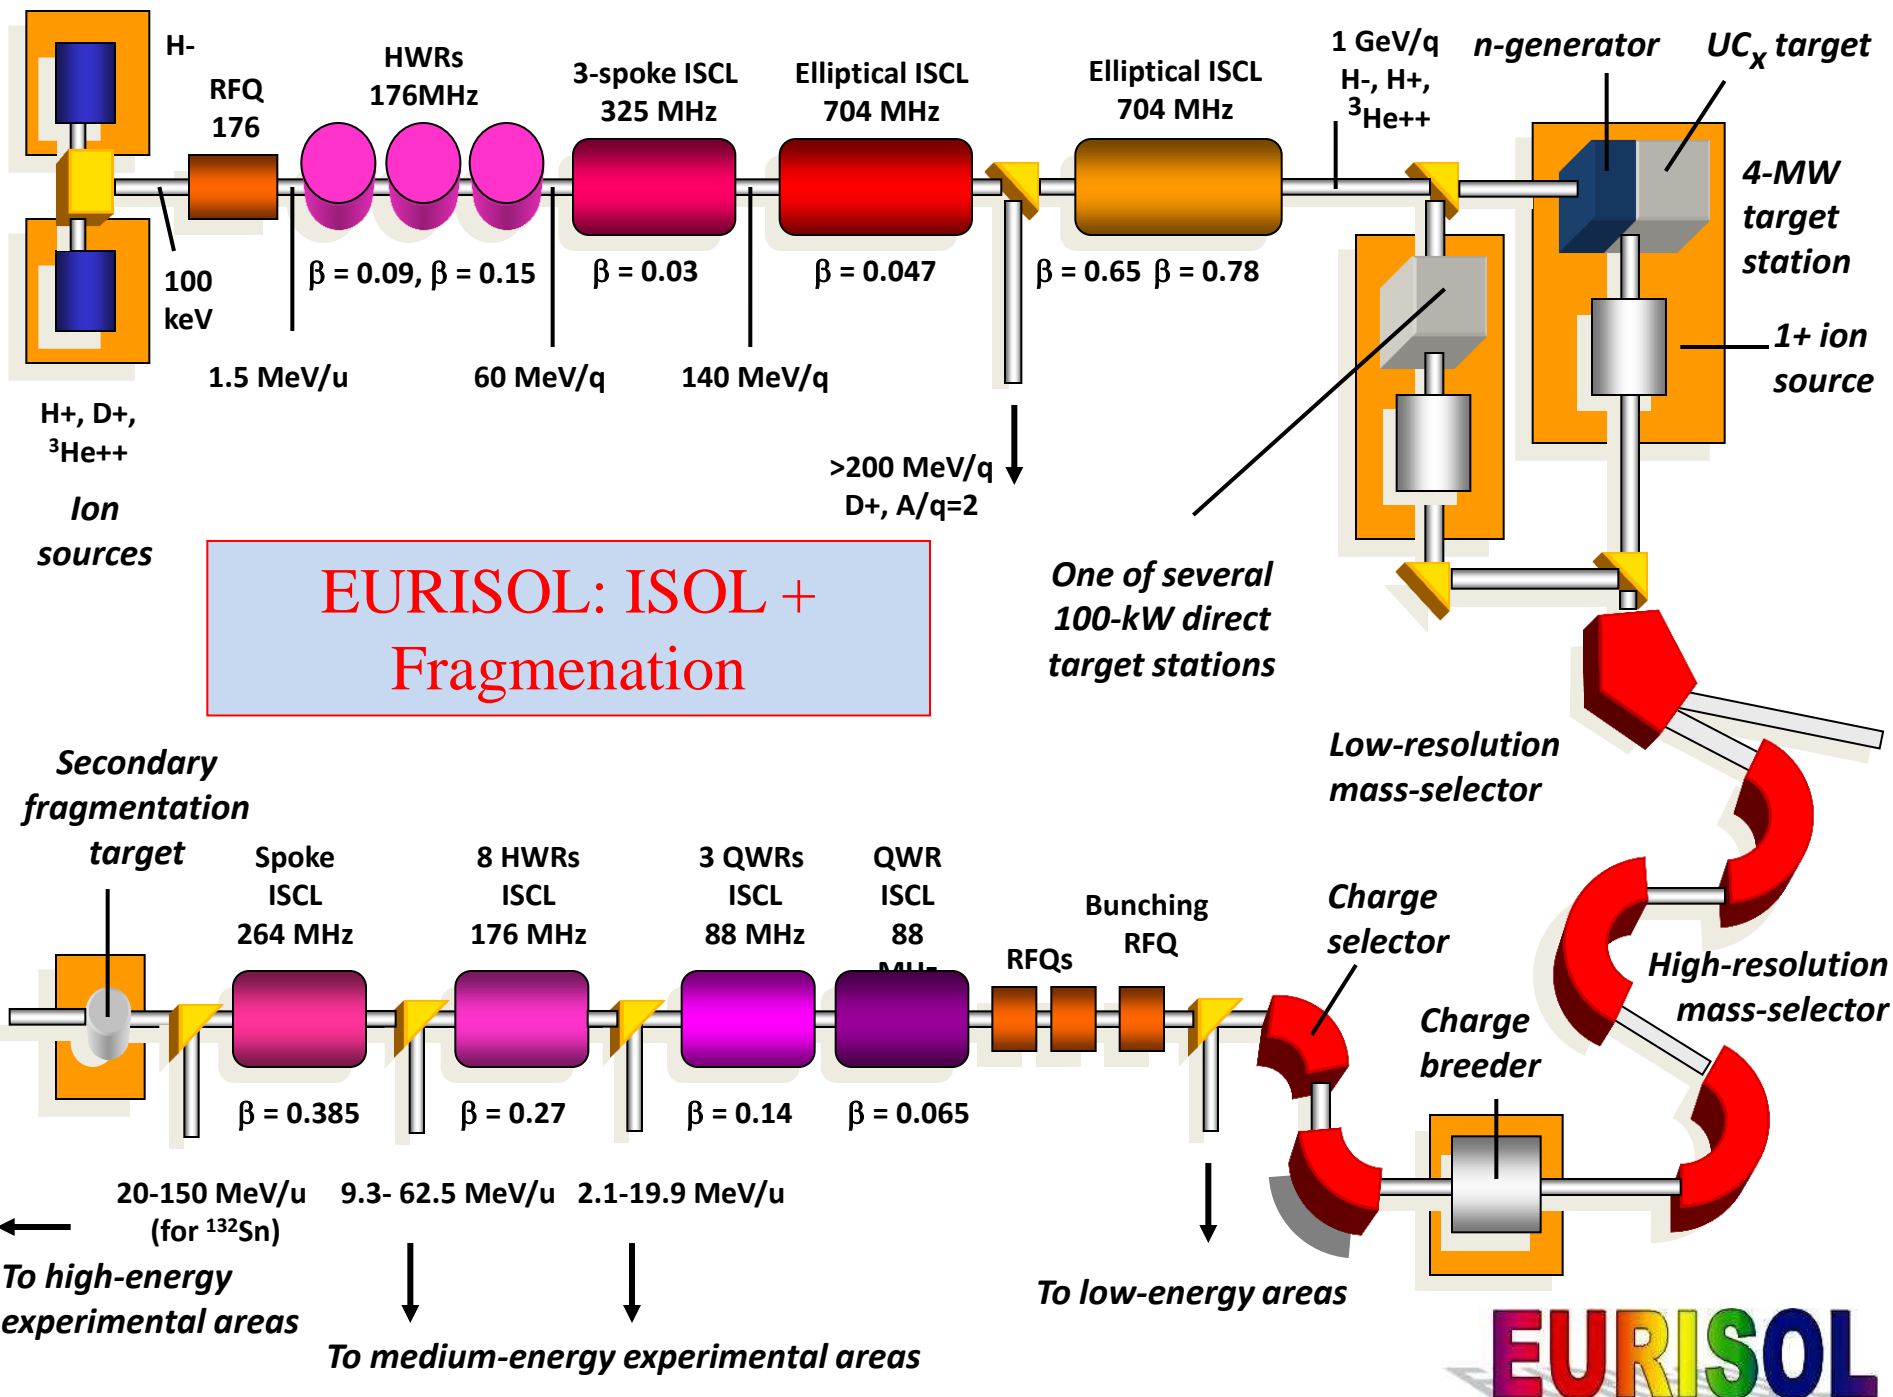 H-
RFQ
176
HWRs
176MHz
3-spoke ISCL
325 MHz
Elliptical ISCL
704 MHz
Elliptical ISCL
704 MHz
1 GeV/q
H-, H+,
³He++
n-generator
UCₓ target
4-MW
target
station
1+ ion
source
100
keV
β = 0.09, β = 0.15
β = 0.03
β = 0.047
β = 0.65 β = 0.78
1.5 MeV/u
60 MeV/q
140 MeV/q
H+, D+,
³He++
Ion
sources
>200 MeV/q
D+, A/q=2
One of several
100-kW direct
target stations
EURISOL: ISOL +
Fragmenation
Low-resolution
mass-selector
High-resolution
mass-selector
Secondary
fragmentation
target
Spoke
ISCL
264 MHz
8 HWRs
ISCL
176 MHz
3 QWRs
ISCL
88 MHz
QWR
ISCL
88
MHz
RFQs
Bunching
RFQ
Charge
selector
Charge
breeder
β = 0.385
β = 0.27
β = 0.14
β = 0.065
20-150 MeV/u
(for ¹³²Sn)
9.3- 62.5 MeV/u
2.1-19.9 MeV/u
To high-energy
experimental areas
To medium-energy experimental areas
To low-energy areas
EURISOL